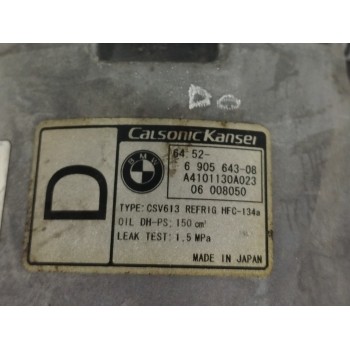 Do
CalsonicKansei
BMW
64.52-
6 905 643-08
A4101130A023
06 008050
D
TYPE: CSV613 REFRIG HFC-134a
OIL DH-PS: 150 cm³
LEAK TEST: 1.5 MPa
MADE IN JAPAN